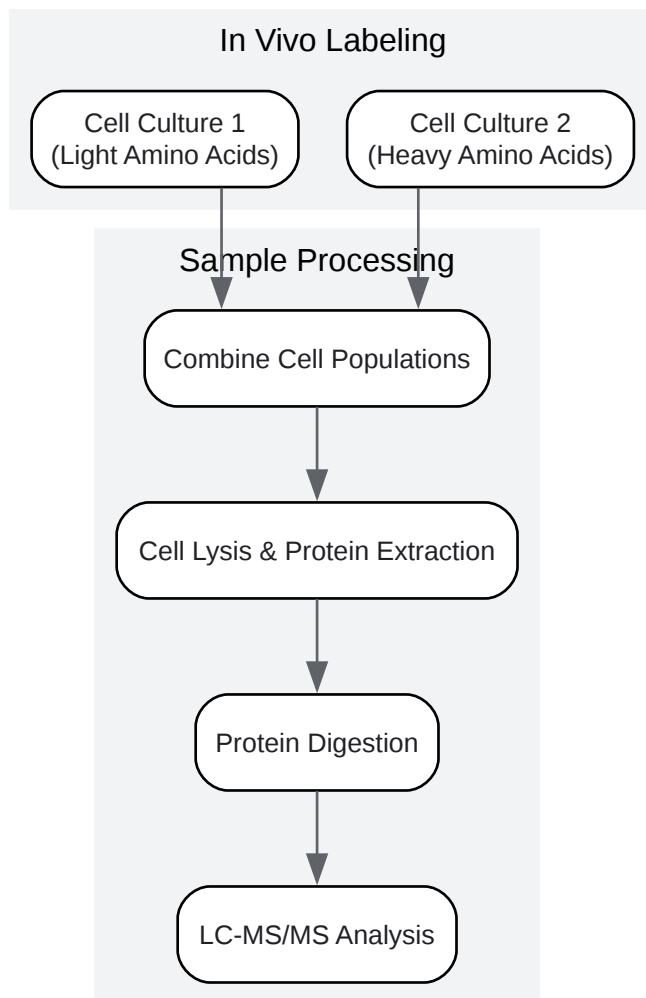 In Vivo Labeling
Cell Culture 1
(Light Amino Acids)
Cell Culture 2
(Heavy Amino Acids)
Sample Processing
Combine Cell Populations
Cell Lysis & Protein Extraction
Protein Digestion
LC-MS/MS Analysis